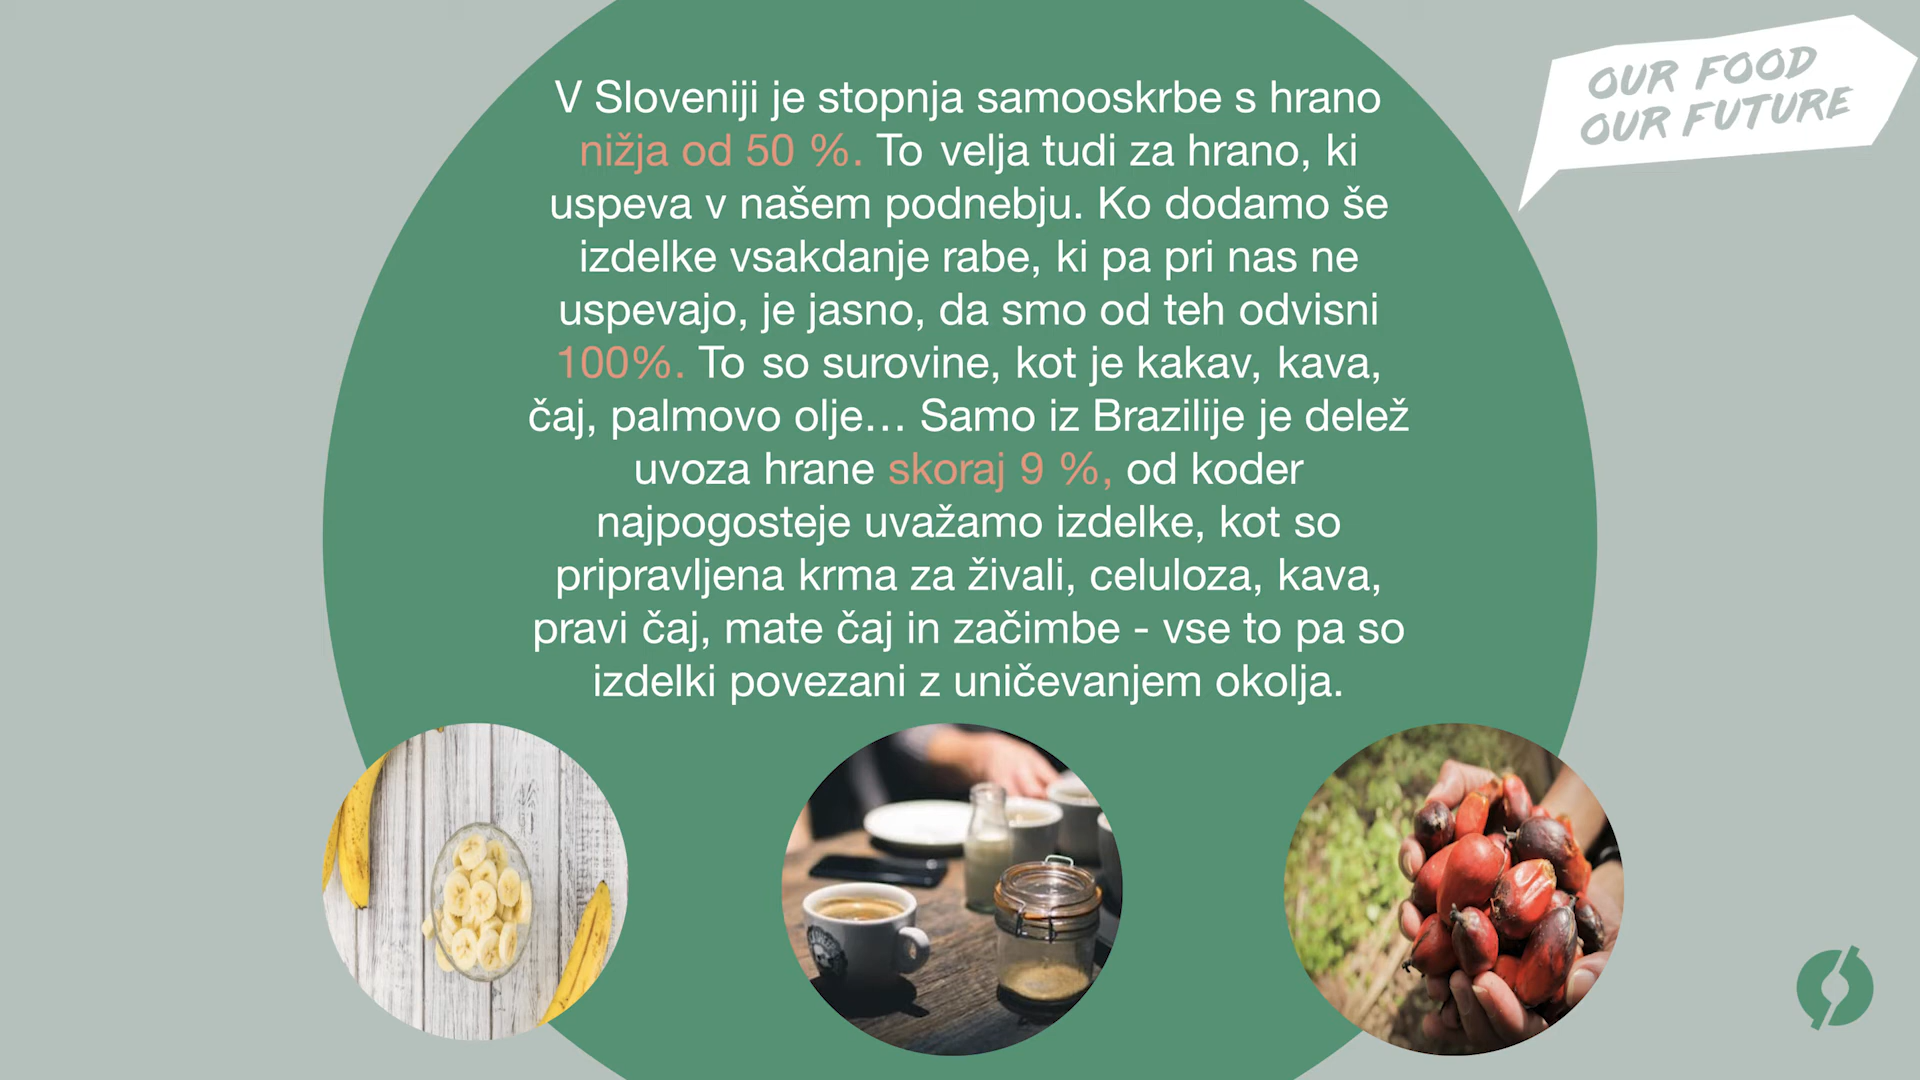 V Sloveniji je stopnja samooskrbe s hrano
nižja od 50 %. To velja tudi za hrano, ki
uspeva v našem podnebju. Ko dodamo še
izdelke vsakdanje rabe, ki pa pri nas ne
uspevajo, je jasno, da smo od teh odvisni
100%. To so surovine, kot je kakav, kava,
čaj, palmovo olje… Samo iz Brazilije je delež
uvoza hrane skoraj 9 %, od koder
najpogosteje uvažamo izdelke, kot so
pripravljena krma za živali, celuloza, kava,
pravi čaj, mate čaj in začimbe - vse to pa so
izdelki povezani z uničevanjem okolja.
OUR FOOD
OUR FUTURE